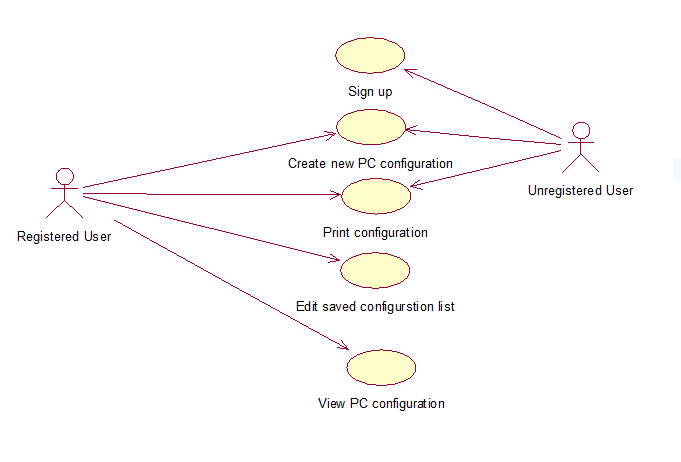 Sign up
Create new PC configuration
Unregistered User
Print configuration
Registered User
Edit saved configurstion list
View PC configuration